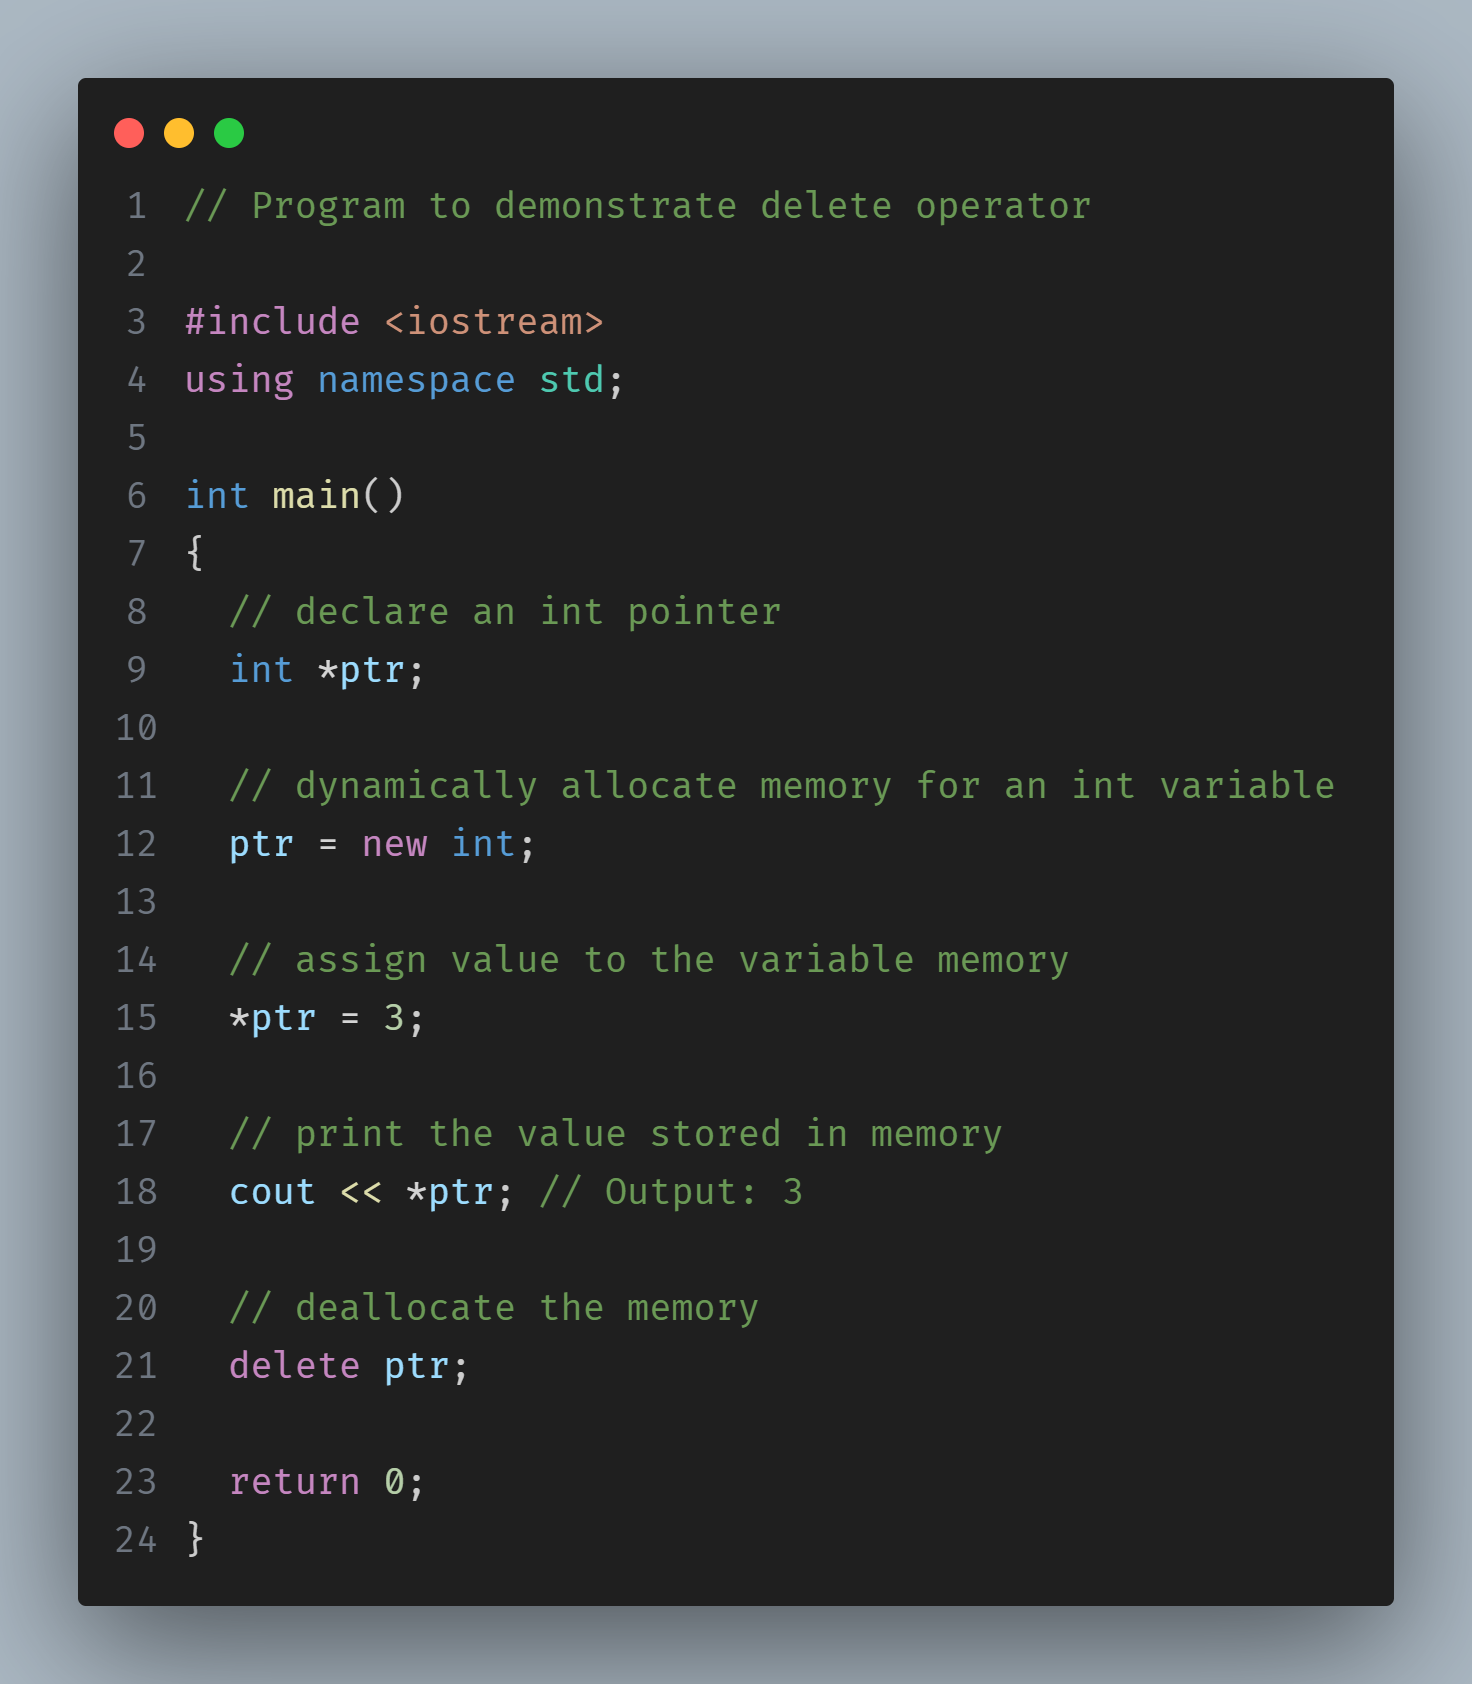 1 // Program to demonstrate delete operator
2
3 #include <iostream>
4 using namespace std;
5
6 int main()
7 {
8   // declare an int pointer
9   int *ptr;
10
11   // dynamically allocate memory for an int variable
12   ptr = new int;
13
14   // assign value to the variable memory
15   *ptr = 3;
16
17   // print the value stored in memory
18   cout << *ptr; // Output: 3
19
20   // deallocate the memory
21   delete ptr;
22
23   return 0;
24 }